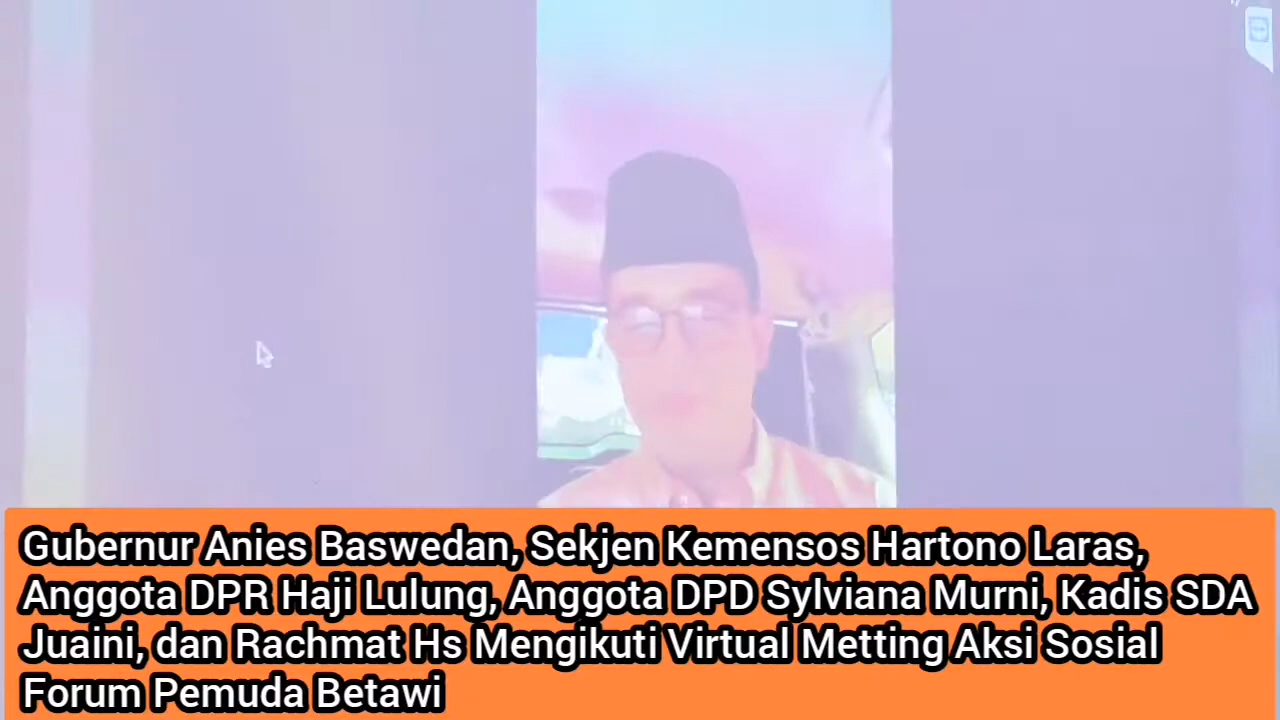 Gubernur Anies Baswedan, Sekjen Kemensos Hartono Laras,
Anggota DPR Haji Lulung, Anggota DPD Sylviana Murni, Kadis SDA
Juaini, dan Rachmat Hs Mengikuti Virtual Metting Aksi Sosial
Forum Pemuda Betawi